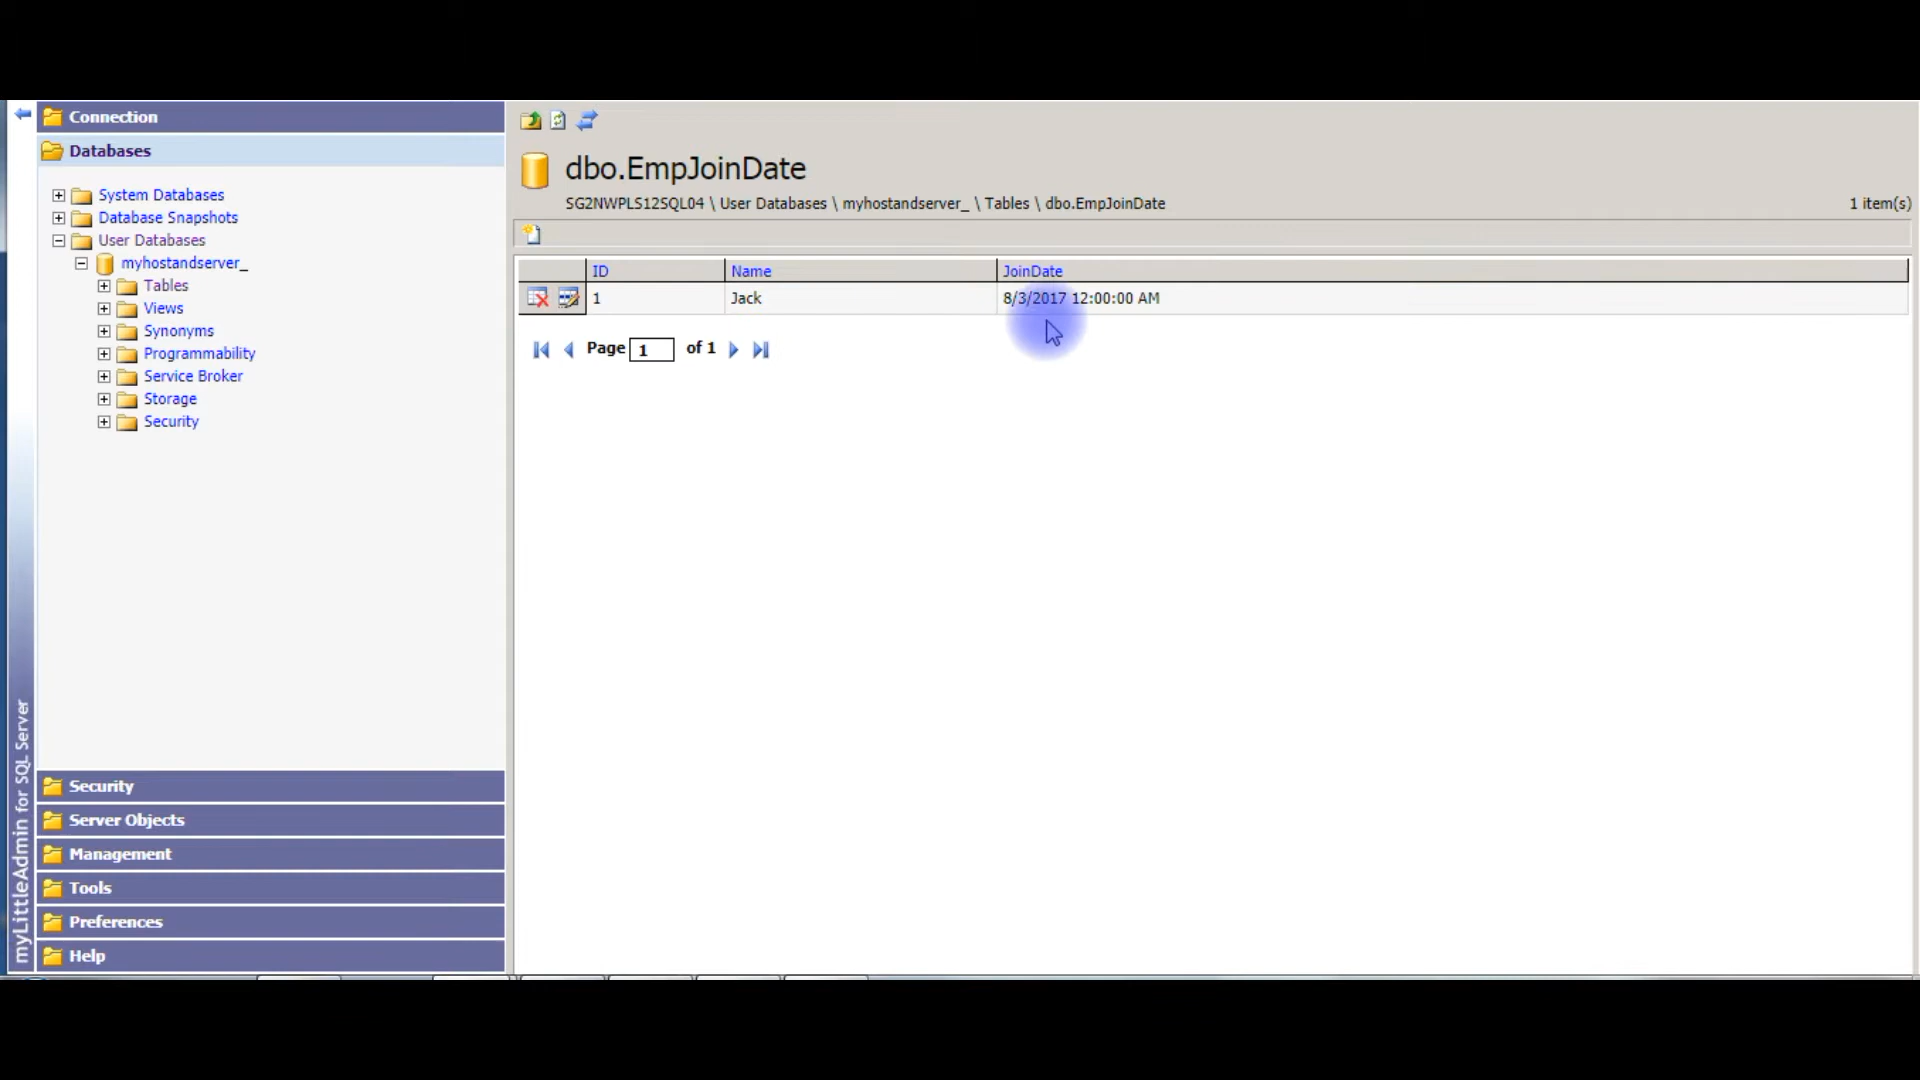 Connection
Databases
System Databases
Database Snapshots
User Databases
myhostandserver_
Tables
Views
Synonyms
Programmability
Service Broker
Storage
Security
Security
Server Objects
Management
Tools
Preferences
Help
myLittleAdmin for SQL Server
dbo.EmpJoinDate
SG2NWPLS12SQL04 \ User Databases \ myhostandserver_ \ Tables \ dbo.EmpJoinDate 1 item(s)
ID Name JoinDate
1 Jack 8/3/2017 12:00:00 AM
Page 1 of 1